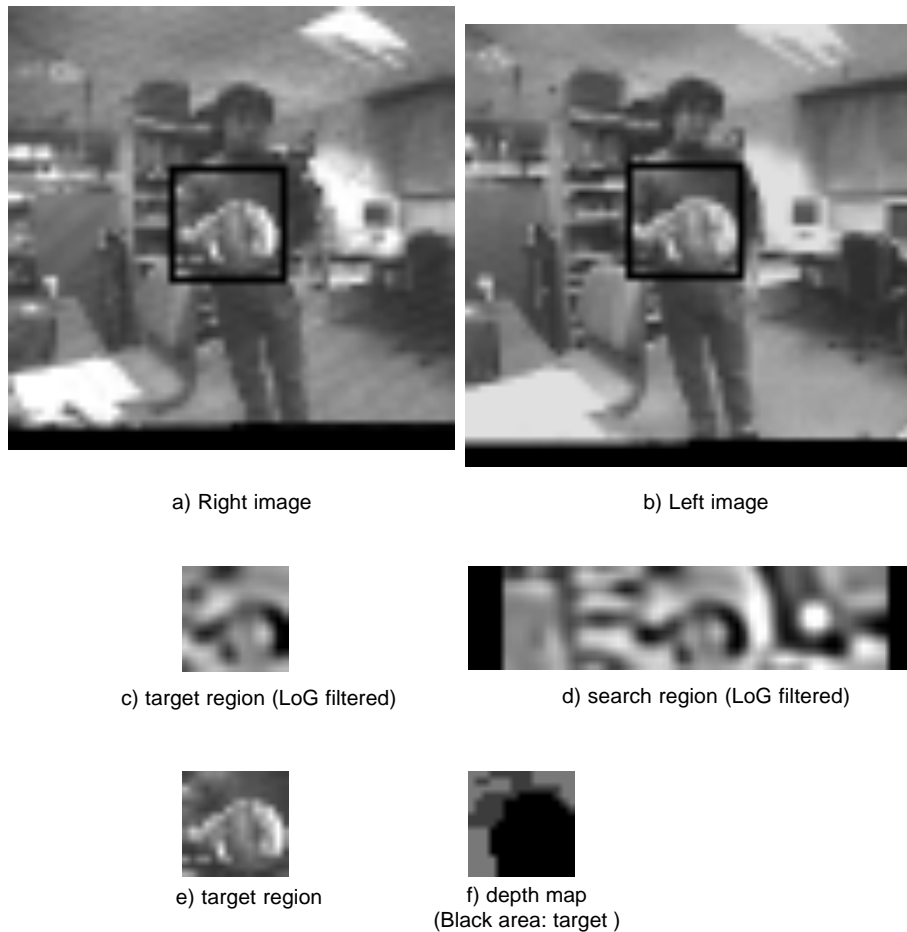 a) Right image
b) Left image
c) target region (LoG filtered)
d) search region (LoG filtered)
e) target region
f) depth map
(Black area: target )